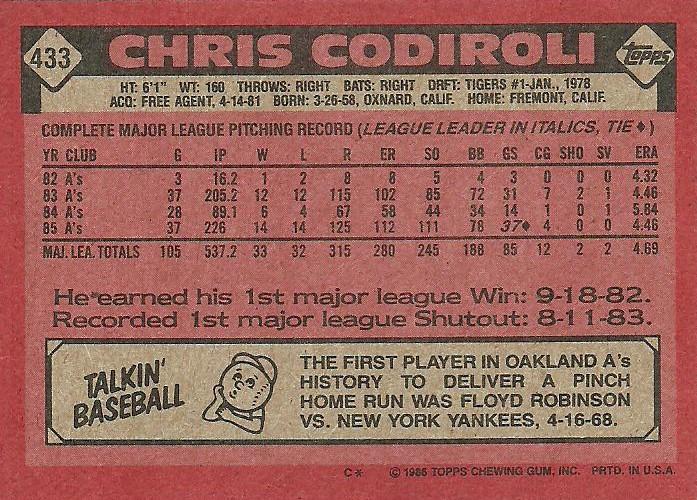 433 CHRIS CODIROLI topps
HT: 6'1" WT: 160 THROWS: RIGHT BATS: RIGHT DRFT: TIGERS #1-JAN., 1978
ACQ: FREE AGENT, 4-14-81 BORN: 3-26-58, OXNARD, CALIF. HOME: FREMONT, CALIF.
COMPLETE MAJOR LEAGUE PITCHING RECORD (LEAGUE LEADER IN ITALICS, TIE ♦)
YR CLUB G IP W L R ER SO BB GS CG SHO SV ERA
82 A's 3 16.2 1 2 8 8 5 4 3 0 0 0 4.32
83 A's 37 205.2 12 12 115 102 85 72 31 7 2 1 4.46
84 A's 28 89.1 6 4 67 58 44 34 14 1 0 1 5.84
85 A's 37 226 14 14 125 112 111 78 37♦ 4 0 0 4.46
MAJ. LEA. TOTALS 105 537.2 33 32 315 280 245 188 85 12 2 2 4.69
He earned his 1st major league Win: 9-18-82.
Recorded 1st major league Shutout: 8-11-83.
TALKIN'
BASEBALL
THE FIRST PLAYER IN OAKLAND A's
HISTORY TO DELIVER A PINCH
HOME RUN WAS FLOYD ROBINSON
VS. NEW YORK YANKEES, 4-16-68.
C* © 1986 TOPPS CHEWING GUM, INC. PRTD. IN U.S.A.